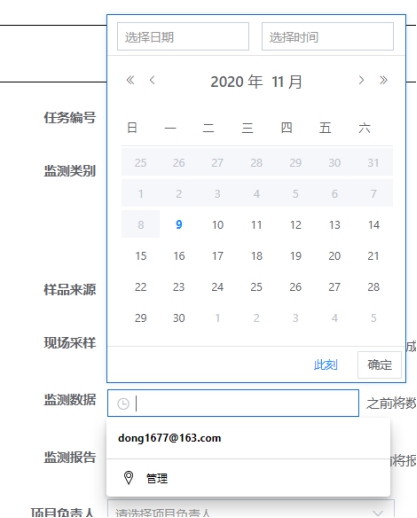 选择日期 选择时间
2020 年 11 月
日 一 二 三 四 五 六
25 26 27 28 29 30 31
任务编号
1 2 3 4 5 6 7
监测类别
8 9 10 11 12 13 14
15 16 17 18 19 20 21
22 23 24 25 26 27 28
样品来源
29 30 1 2 3 4 5
现场采样
成
此刻 确定
监测数据
之前将数
dong1677@163.com
监测报告
将报
管理
项目负责人 请选择项目负责人